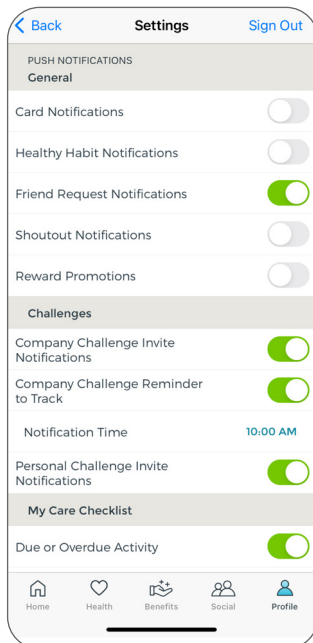 Back Settings Sign Out
PUSH NOTIFICATIONS
General
Card Notifications
Healthy Habit Notifications
Friend Request Notifications
Shoutout Notifications
Reward Promotions
Challenges
Company Challenge Invite
Notifications
Company Challenge Reminder
to Track
Notification Time 10:00 AM
Personal Challenge Invite
Notifications
My Care Checklist
Due or Overdue Activity
Home Health Benefits Social Profile